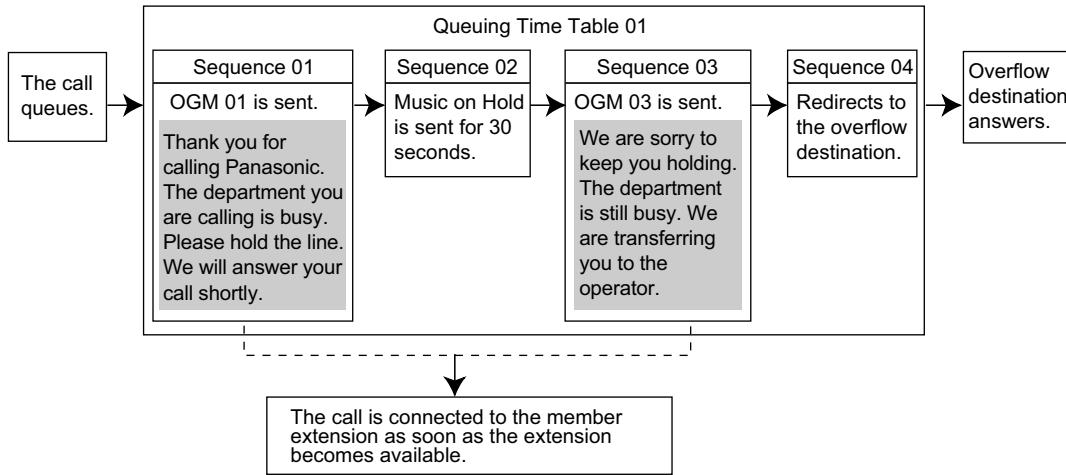 Queuing Time Table 01
The call
queues.
Sequence 01
OGM 01 is sent.
Thank you for
calling Panasonic.
The department you
are calling is busy.
Please hold the line.
We will answer your
call shortly.
Sequence 02
Music on Hold
is sent for 30
seconds.
Sequence 03
OGM 03 is sent.
We are sorry to
keep you holding.
The department
is still busy. We
are transferring
you to the
operator.
Sequence 04
Redirects to
the overflow
destination.
Overflow
destination
answers.
The call is connected to the member
extension as soon as the extension
becomes available.